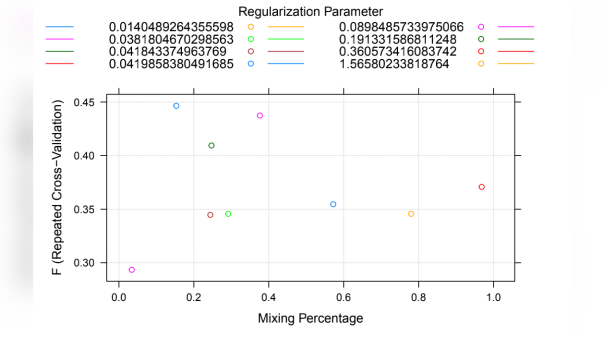 Regularization Parameter
0.0140489264355598 0.0898485733975066
0.0381804670298563 0.191331586811248
0.041843374963769 0.360573416083742
0.0419858380491685 1.56580233818764
F (Repeated Cross−Validation)
0.45
0.40
0.35
0.30
0.0 0.2 0.4 0.6 0.8 1.0
Mixing Percentage